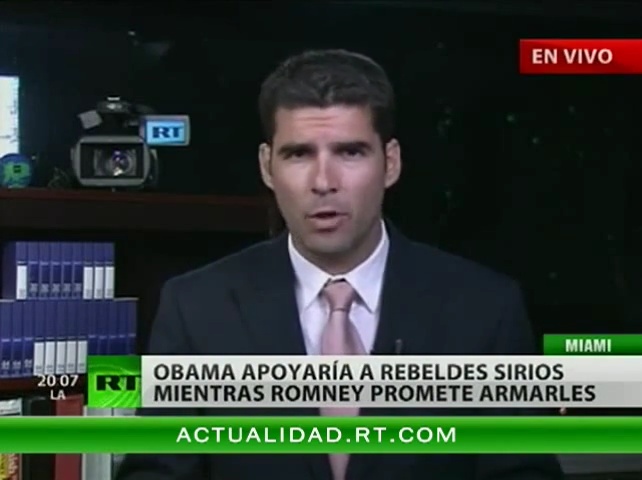 EN VIVO
RT
MIAMI
20:07
LA
RT
OBAMA APOYARÍA A REBELDES SIRIOS
MIENTRAS ROMNEY PROMETE ARMARLES
ACTUALIDAD.RT.COM